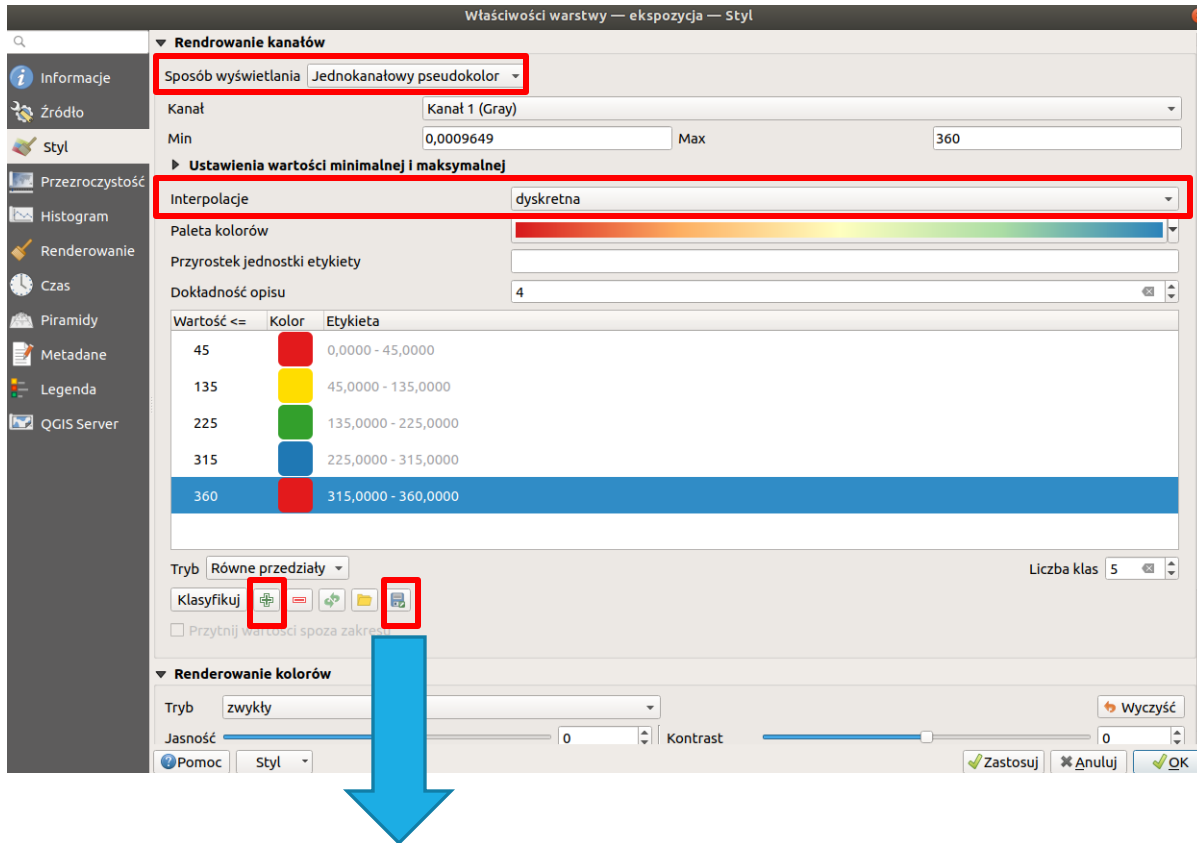 Właściwości warstwy — ekspozycja — Styl
Informacje
Źródło
Styl
Przezroczystość
Histogram
Renderowanie
Czas
Piramidy
Metadane
Legenda
QGIS Server
Rendrowanie kanałów
Sposób wyświetlania Jednokanałowy pseudokolor
Kanał Kanał 1 (Gray)
Min 0,0009649 Max 360
Ustawienia wartości minimalnej i maksymalnej
Interpolacje dyskretna
Paleta kolorów
Przyrostek jednostki etykiety
Dokładność opisu 4
Wartość <= Kolor Etykieta
45 0,0000 - 45,0000
135 45,0000 - 135,0000
225 135,0000 - 225,0000
315 225,0000 - 315,0000
360 315,0000 - 360,0000
Tryb Równe przedziały Liczba klas 5
Klasyfikuj
Przytnij wartości spoza zakresu
Renderowanie kolorów
Tryb zwykły Wyczyść
Jasność 0 Kontrast 0
Pomoc Styl Zastosuj Anuluj OK